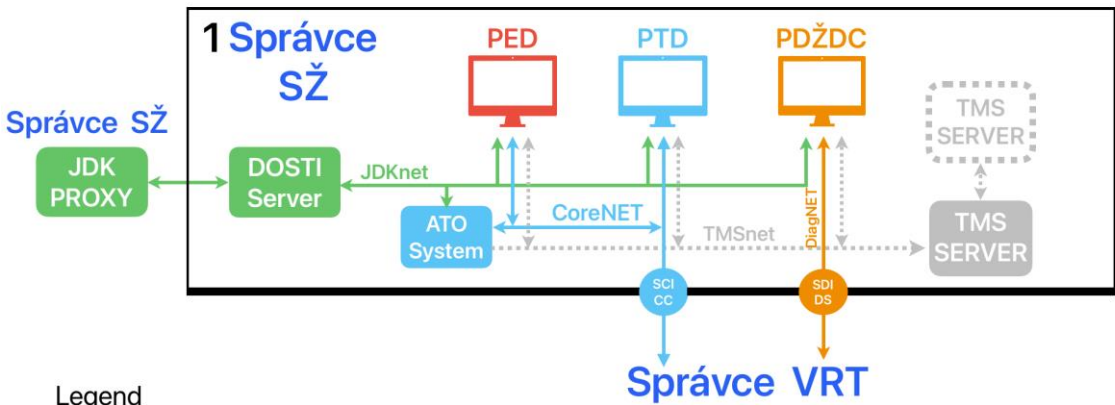 1 Správce
SŽ
PED
PTD
PDŽDC
TMS
SERVER
Správce SŽ
JDK
PROXY
DOSTI
Server
JDKnet
ATO
System
CoreNET
TMSnet
DiagNET
TMS
SERVER
SCI
CC
SDI
DS
Správce VRT
Legend